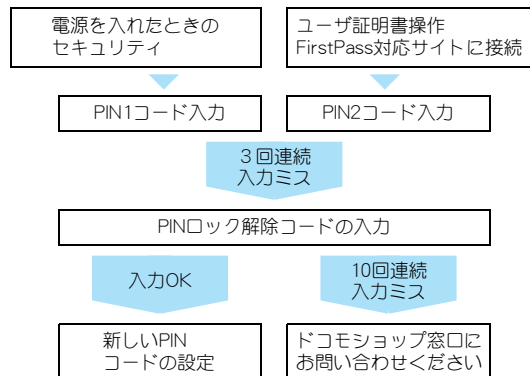 電源を入れたときの
セキュリティ
ユーザ証明書操作
FirstPass対応サイトに接続
PIN1コード入力
PIN2コード入力
3回連続
入力ミス
PINロック解除コードの入力
入力OK
10回連続
入力ミス
新しいPIN
コードの設定
ドコモショップ窓口に
お問い合わせください